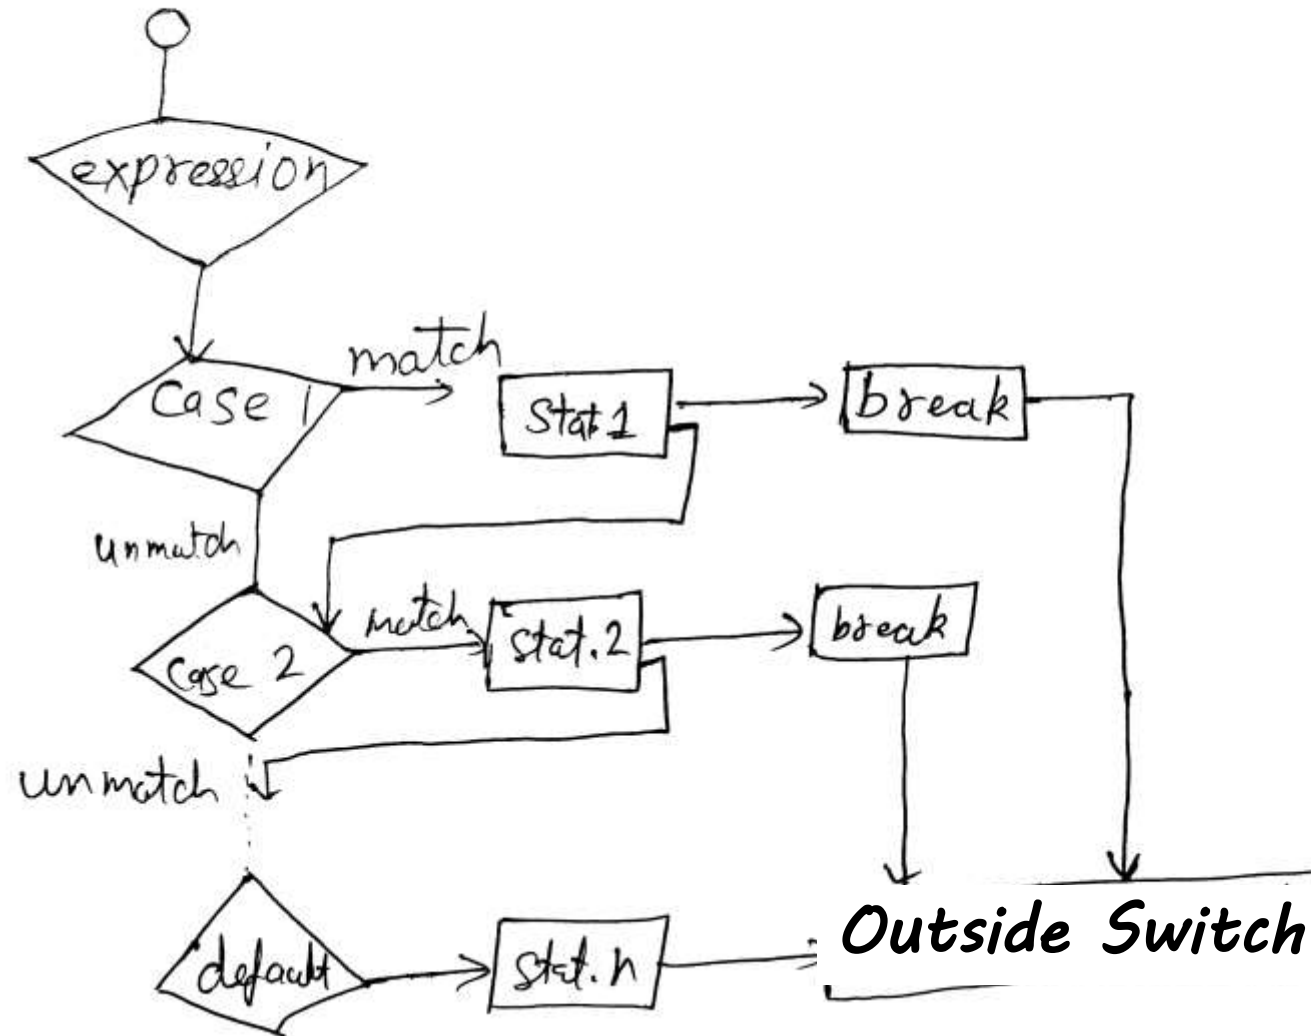 expression
match
Case 1
Stat.1
break
unmatch
match
Case 2
Stat.2
break
unmatch
default
Stat.n
Outside Switch